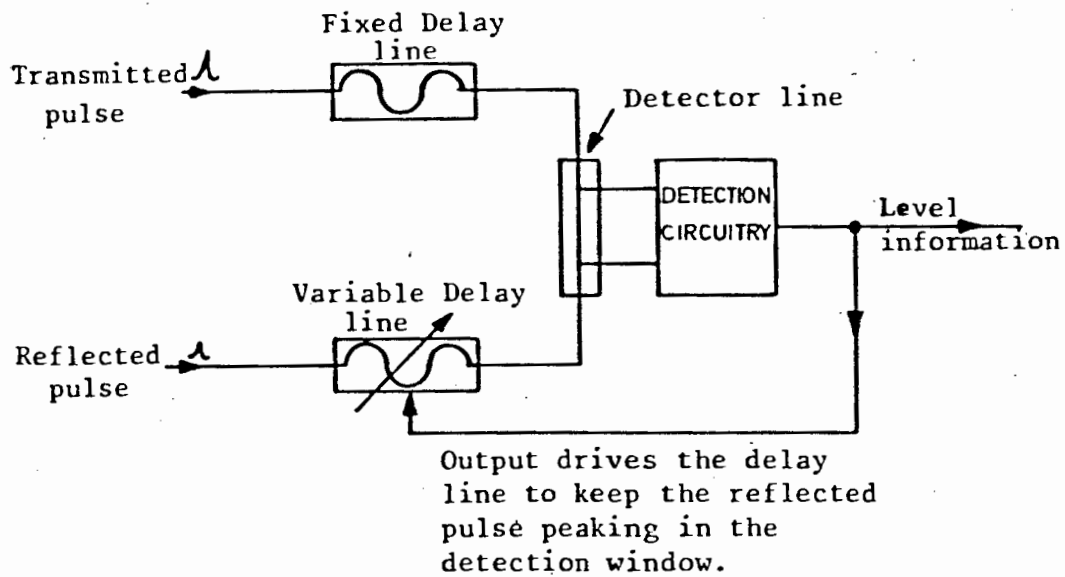 Fixed Delay
line
Transmitted
pulse
Detector line
DETECTION
CIRCUITRY
Level
information
Variable Delay
line
Reflected
pulse
Output drives the delay
line to keep the reflected
pulse peaking in the
detection window.